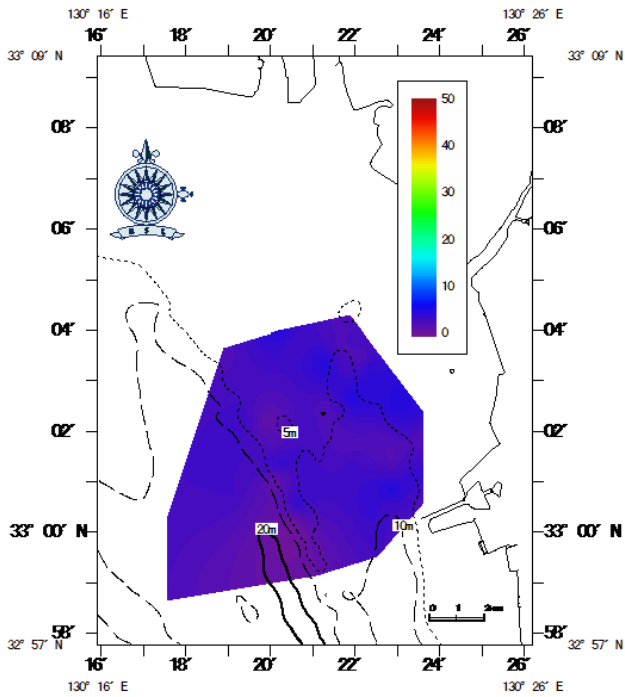 130° 16′ E 130° 26′ E
16′ 18′ 20′ 22′ 24′ 26′
33° 09′ N 33° 09′ N
50
08′ 08′
40
30
B S E
06′ 06′
20
10
04′ 04′
0
02′ 5m 02′
33° 00′ N 20m 10m 33° 00′ N
0 1 2km
58′ 58′
32° 57′ N 32° 57′ N
16′ 18′ 20′ 22′ 24′ 26′
130° 16′ E 130° 26′ E